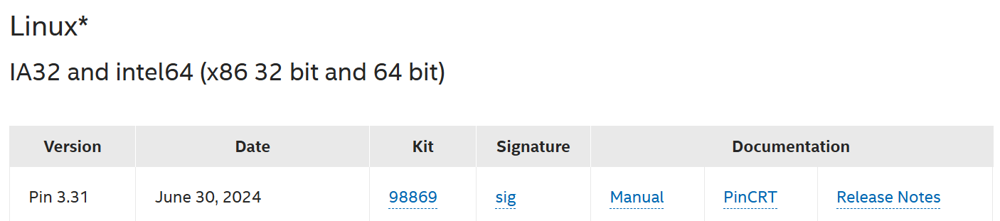 Linux*
IA32 and intel64 (x86 32 bit and 64 bit)
Version Date Kit Signature Documentation
Pin 3.31 June 30, 2024 98869 sig Manual PinCRT Release Notes